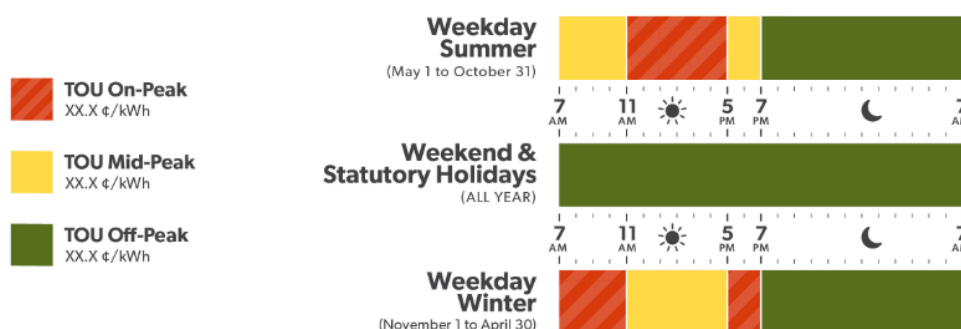 TOU On-Peak
XX.X ¢/kWh
TOU Mid-Peak
XX.X ¢/kWh
TOU Off-Peak
XX.X ¢/kWh
Weekday
Summer
(May 1 to October 31)
7 11 5 7 7
AM AM PM PM
Weekend &
Statutory Holidays
(ALL YEAR)
7 11 5 7 7
AM AM PM PM
Weekday
Winter
(November 1 to April 30)